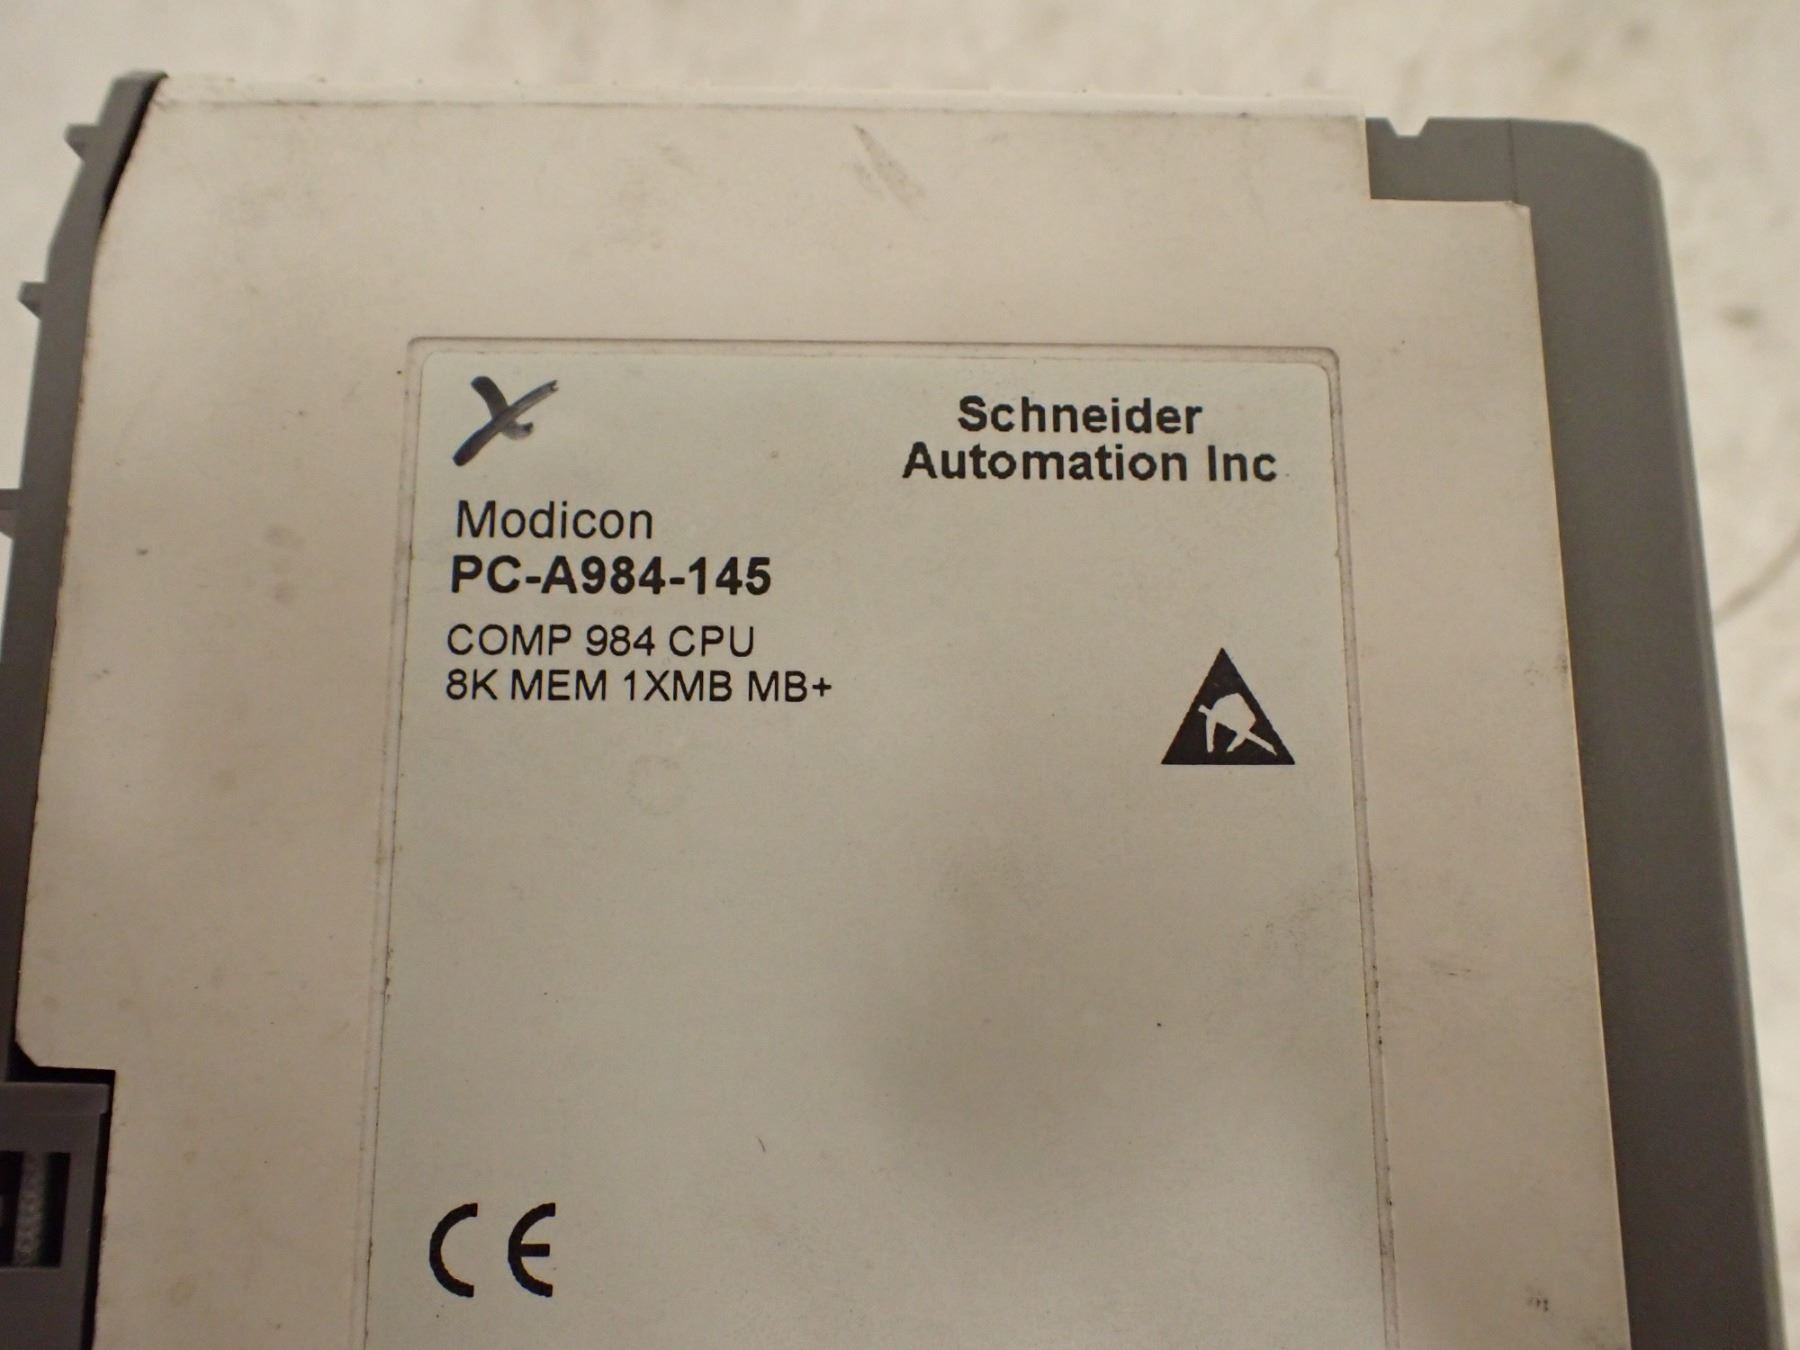 X
Schneider
Automation Inc
Modicon
PC-A984-145
COMP 984 CPU
8K MEM 1XMB MB+
CE